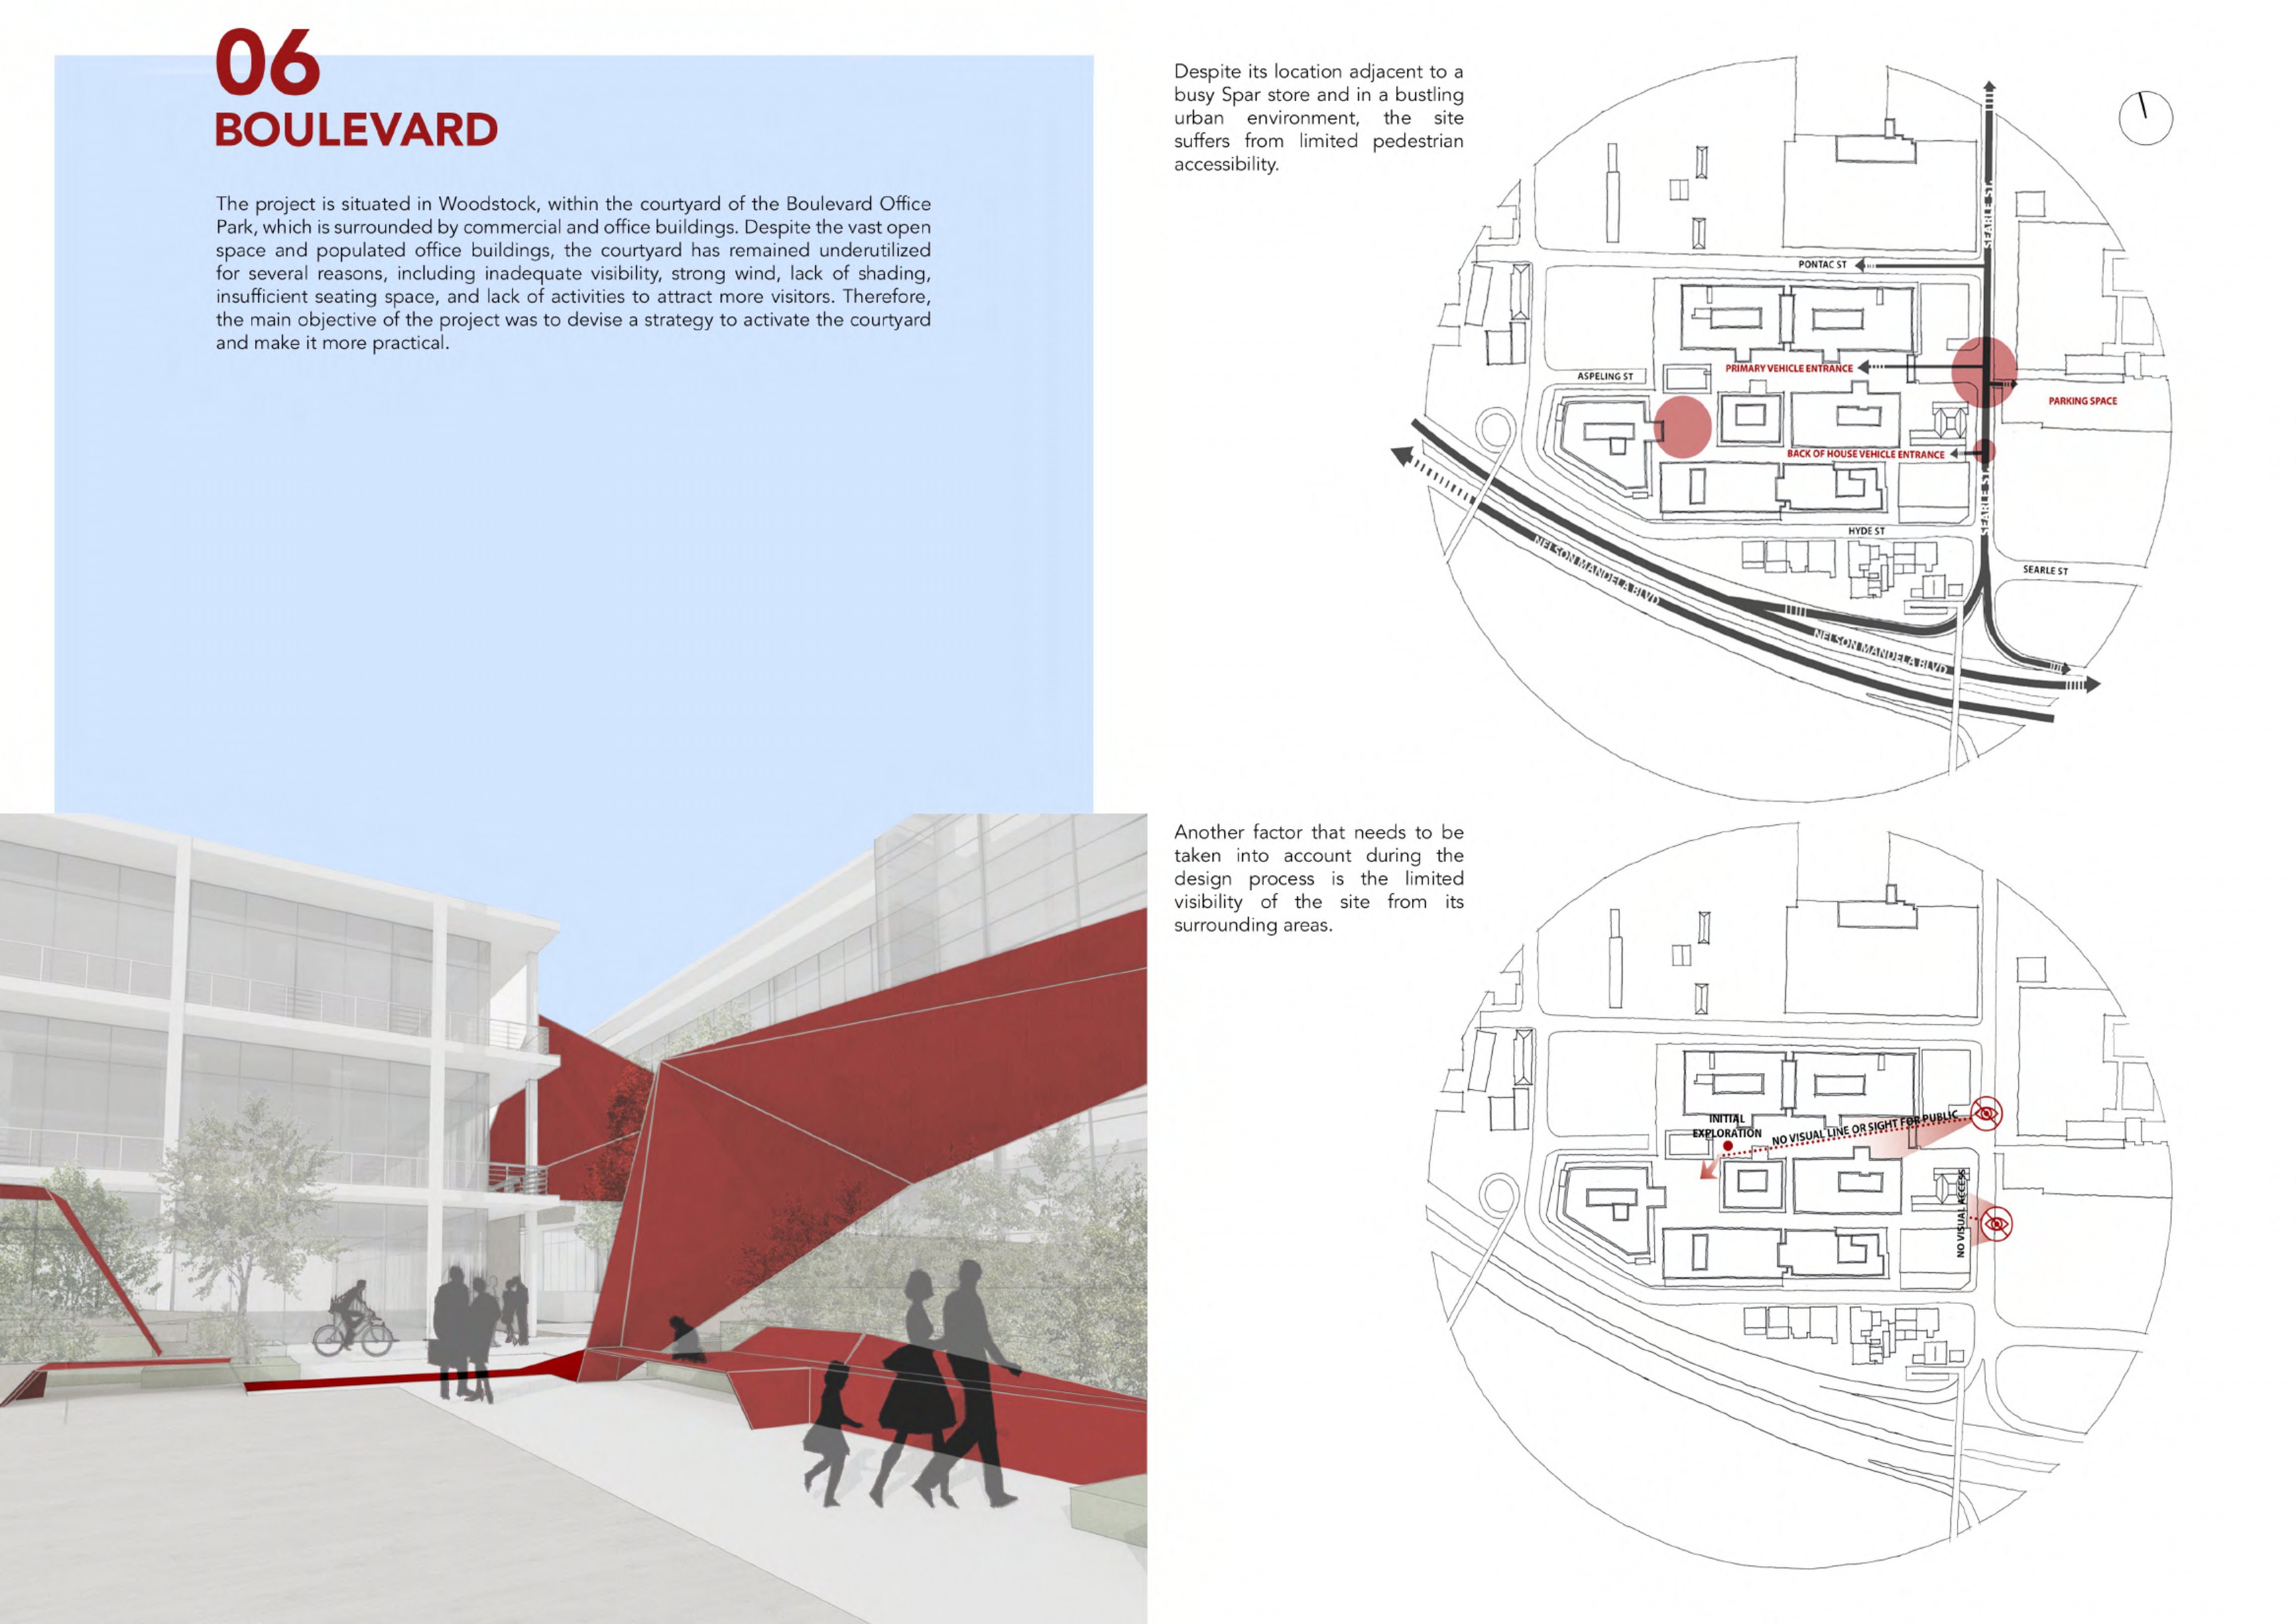 06
BOULEVARD
The project is situated in Woodstock, within the courtyard of the Boulevard Office
Park, which is surrounded by commercial and office buildings. Despite the vast open
space and populated office buildings, the courtyard has remained underutilized
for several reasons, including inadequate visibility, strong wind, lack of shading,
insufficient seating space, and lack of activities to attract more visitors. Therefore,
the main objective of the project was to devise a strategy to activate the courtyard
and make it more practical.
Despite its location adjacent to a
busy Spar store and in a bustling
urban environment, the site
suffers from limited pedestrian
accessibility.
SEARLE ST
PONTAC ST
PRIMARY VEHICLE ENTRANCE
ASPELING ST
PARKING SPACE
BACK OF HOUSE VEHICLE ENTRANCE
SEARLE ST
HYDE ST
NELSON MANDELA BLVD
SEARLE ST
NELSON MANDELA BLVD
Another factor that needs to be
taken into account during the
design process is the limited
visibility of the site from its
surrounding areas.
INITIAL
EXPLORATION
NO VISUAL LINE OR SIGHT FOR PUBLIC
NO VISUAL ACCESS